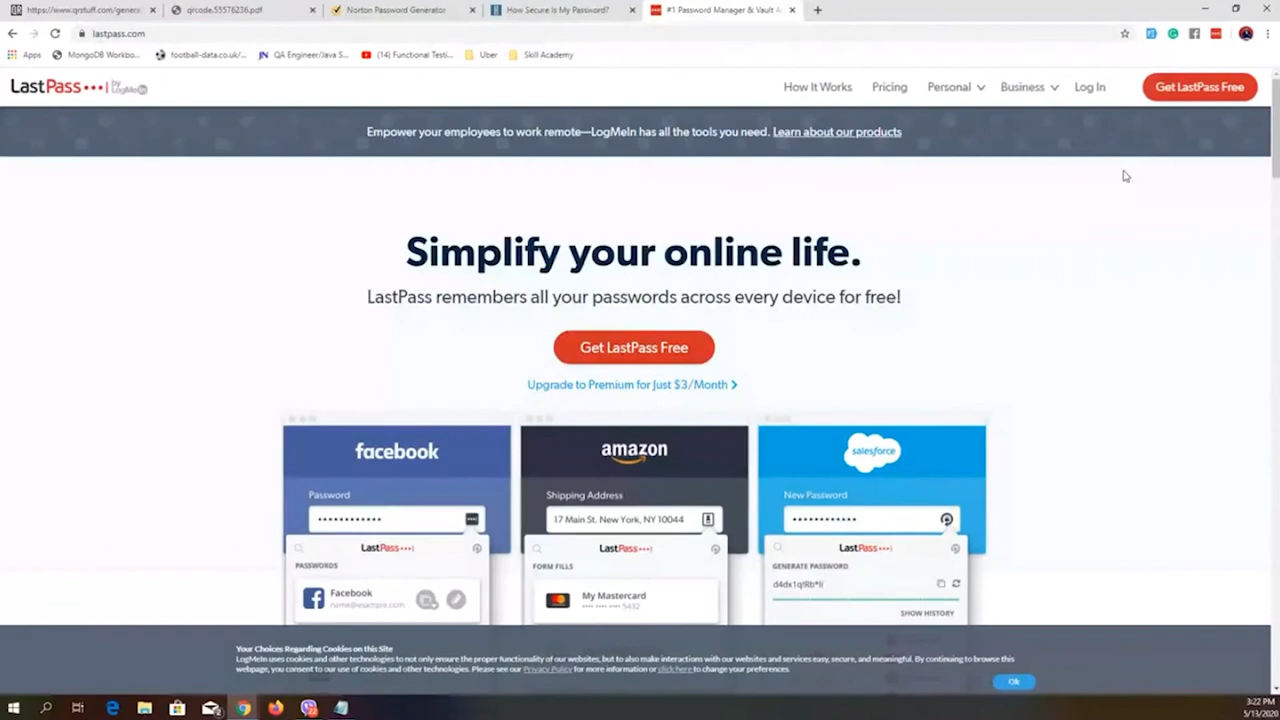 https://www.qrstuff.com/genera
qrcode.55576236.pdf
Norton Password Generator
How Secure Is My Password?
#1 Password Manager & Vault A
lastpass.com
Apps
MongoDB Workbo...
football-data.co.uk/...
QA Engineer/Java S...
(14) Functional Testi...
Uber
Skill Academy
LastPass •••| by LogMeIn
How It Works
Pricing
Personal
Business
Log In
Get LastPass Free
Empower your employees to work remote—LogMeIn has all the tools you need. Learn about our products
Simplify your online life.
LastPass remembers all your passwords across every device for free!
Get LastPass Free
Upgrade to Premium for Just $3/Month
facebook
amazon
salesforce
Password
Shipping Address
New Password
17 Main St. New York, NY 10044
LastPass •••|
LastPass •••|
LastPass •••|
PASSWORDS
FORM FILLS
GENERATE PASSWORD
Facebook
name@example.com
My Mastercard
•••• •••• •••• 5432
d4dx1q!Rb*li
SHOW HISTORY
Your Choices Regarding Cookies on this Site
LogMeIn uses cookies and other technologies to not only ensure the proper functionality of our websites, but to also make interactions with our websites and services easy, secure, and meaningful. By continuing to browse this
webpage, you consent to our use of cookies and other technologies. Please see our Privacy Policy for more information or click here to change your preferences.
Ok
3:22 PM
5/13/2020